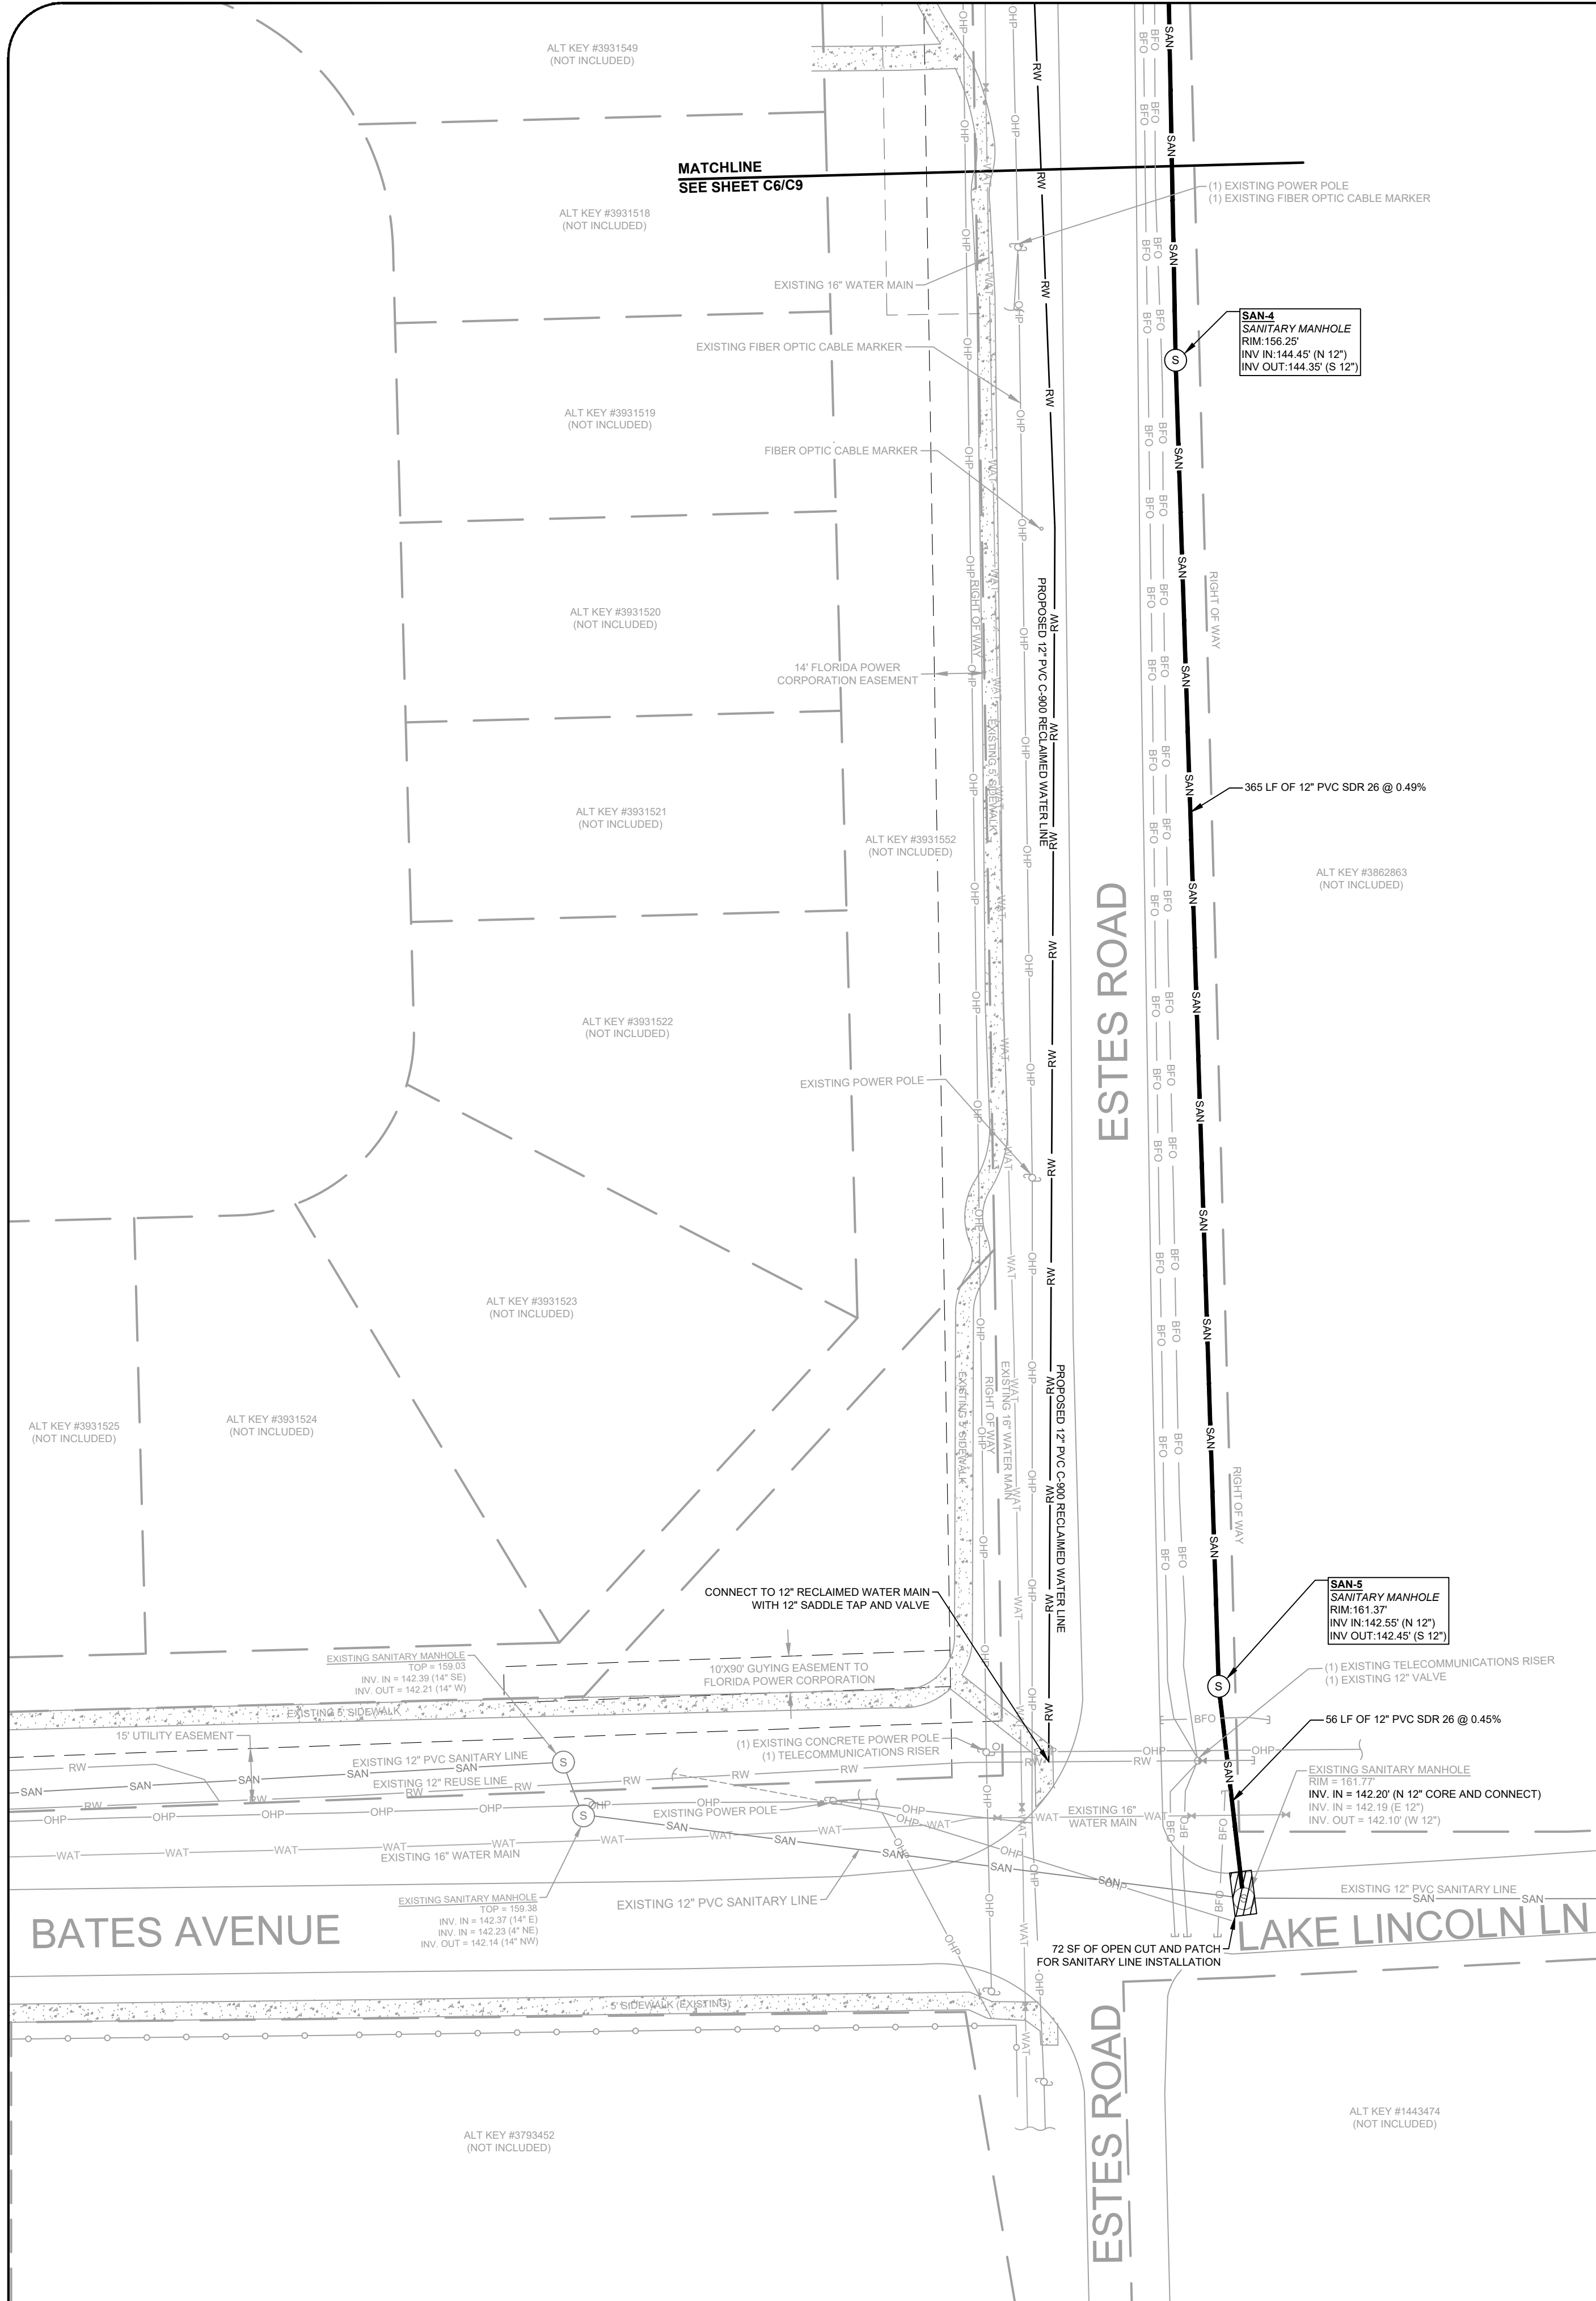 ALT KEY #3931549
(NOT INCLUDED)
MATCHLINE
SEE SHEET C6/C9
(1) EXISTING POWER POLE
(1) EXISTING FIBER OPTIC CABLE MARKER
ALT KEY #3931518
(NOT INCLUDED)
EXISTING 16" WATER MAIN
SAN-4
SANITARY MANHOLE
RIM:156.25'
INV IN:144.45' (N 12")
INV OUT:144.35' (S 12")
EXISTING FIBER OPTIC CABLE MARKER
ALT KEY #3931519
(NOT INCLUDED)
FIBER OPTIC CABLE MARKER
ALT KEY #3931520
(NOT INCLUDED)
RIGHT OF WAY
RIGHT OF WAY
PROPOSED 12" PVC C-900 RECLAIMED WATER LINE
14' FLORIDA POWER
CORPORATION EASEMENT
EXISTING 5' SIDEWALK
365 LF OF 12" PVC SDR 26 @ 0.49%
ALT KEY #3931521
(NOT INCLUDED)
ALT KEY #3931552
(NOT INCLUDED)
ALT KEY #3862863
(NOT INCLUDED)
ESTES ROAD
ALT KEY #3931522
(NOT INCLUDED)
EXISTING POWER POLE
ALT KEY #3931523
(NOT INCLUDED)
ALT KEY #3931525
(NOT INCLUDED)
ALT KEY #3931524
(NOT INCLUDED)
EXISTING 5' SIDEWALK
RIGHT OF WAY
EXISTING 16" WATER MAIN
PROPOSED 12" PVC C-900 RECLAIMED WATER LINE
RIGHT OF WAY
CONNECT TO 12" RECLAIMED WATER MAIN
WITH 12" SADDLE TAP AND VALVE
SAN-5
SANITARY MANHOLE
RIM:161.37'
INV IN:142.55' (N 12")
INV OUT:142.45' (S 12")
EXISTING SANITARY MANHOLE
TOP = 159.03
INV. IN = 142.39 (14" SE)
INV. OUT = 142.21 (14" W)
10'X90' GUYING EASEMENT TO
FLORIDA POWER CORPORATION
(1) EXISTING TELECOMMUNICATIONS RISER
(1) EXISTING 12" VALVE
EXISTING 5' SIDEWALK
56 LF OF 12" PVC SDR 26 @ 0.45%
15' UTILITY EASEMENT
(1) EXISTING CONCRETE POWER POLE
(1) TELECOMMUNICATIONS RISER
EXISTING 12" PVC SANITARY LINE
EXISTING 12" REUSE LINE
EXISTING SANITARY MANHOLE
RIM = 161.77'
INV. IN = 142.20' (N 12" CORE AND CONNECT)
INV. IN = 142.19 (E 12")
INV. OUT = 142.10' (W 12")
EXISTING POWER POLE
EXISTING 16"
WATER MAIN
EXISTING 16" WATER MAIN
EXISTING 12" PVC SANITARY LINE
EXISTING SANITARY MANHOLE
TOP = 159.38
INV. IN = 142.37 (14" E)
INV. IN = 142.23 (4" NE)
INV. OUT = 142.14 (14" NW)
EXISTING 12" PVC SANITARY LINE
BATES AVENUE
LAKE LINCOLN LN
72 SF OF OPEN CUT AND PATCH
FOR SANITARY LINE INSTALLATION
5' SIDEWALK (EXISTING)
ESTES ROAD
ALT KEY #3793452
(NOT INCLUDED)
ALT KEY #1443474
(NOT INCLUDED)